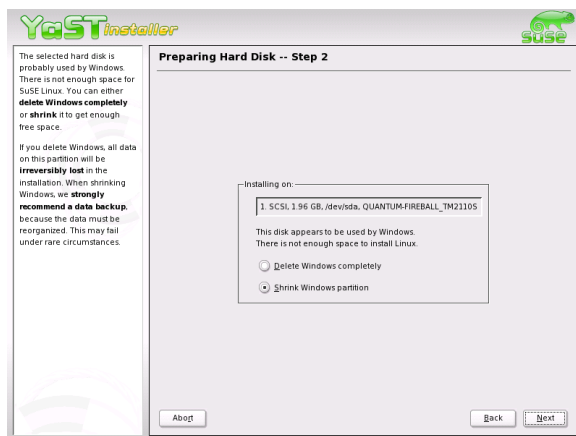 YaST installer
SuSE
The selected hard disk is
probably used by Windows.
There is not enough space for
SuSE Linux. You can either
delete Windows completely
or shrink it to get enough
free space.
If you delete Windows, all data
on this partition will be
irreversibly lost in the
installation. When shrinking
Windows, we strongly
recommend a data backup,
because the data must be
reorganized. This may fail
under rare circumstances.
Preparing Hard Disk -- Step 2
Installing on:
1. SCSI, 1.96 GB, /dev/sda, QUANTUM-FIREBALL_TM2110S
This disk appears to be used by Windows.
There is not enough space to install Linux.
Delete Windows completely
Shrink Windows partition
Abort
Back
Next